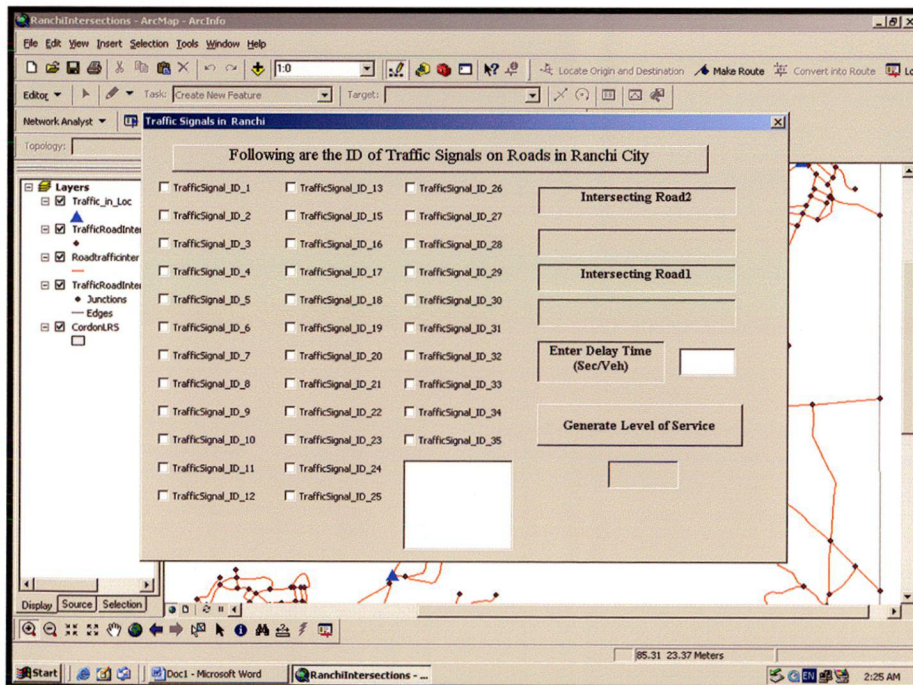 RanchiIntersections - ArcMap - ArcInfo
File Edit View Insert Selection Tools Window Help
1:0
Locate Origin and Destination
Make Route
Convert into Route
Lo
Editor
Task:
Create New Feature
Target:
Network Analyst
Topology:
Traffic Signals in Ranchi
Following are the ID of Traffic Signals on Roads in Ranchi City
Layers
Traffic_in_Loc
TrafficRoadInter
Roadtrafficinter
TrafficRoadInter
Junctions
Edges
CordonLRS
TrafficSignal_ID_1
TrafficSignal_ID_2
TrafficSignal_ID_3
TrafficSignal_ID_4
TrafficSignal_ID_5
TrafficSignal_ID_6
TrafficSignal_ID_7
TrafficSignal_ID_8
TrafficSignal_ID_9
TrafficSignal_ID_10
TrafficSignal_ID_11
TrafficSignal_ID_12
TrafficSignal_ID_13
TrafficSignal_ID_15
TrafficSignal_ID_16
TrafficSignal_ID_17
TrafficSignal_ID_18
TrafficSignal_ID_19
TrafficSignal_ID_20
TrafficSignal_ID_21
TrafficSignal_ID_22
TrafficSignal_ID_23
TrafficSignal_ID_24
TrafficSignal_ID_25
TrafficSignal_ID_26
TrafficSignal_ID_27
TrafficSignal_ID_28
TrafficSignal_ID_29
TrafficSignal_ID_30
TrafficSignal_ID_31
TrafficSignal_ID_32
TrafficSignal_ID_33
TrafficSignal_ID_34
TrafficSignal_ID_35
Intersecting Road2
Intersecting Road1
Enter Delay Time
(Sec/Veh)
Generate Level of Service
Display Source Selection
85.31 23.37 Meters
Start
Doc1 - Microsoft Word
RanchiIntersections - ...
EN
2:25 AM